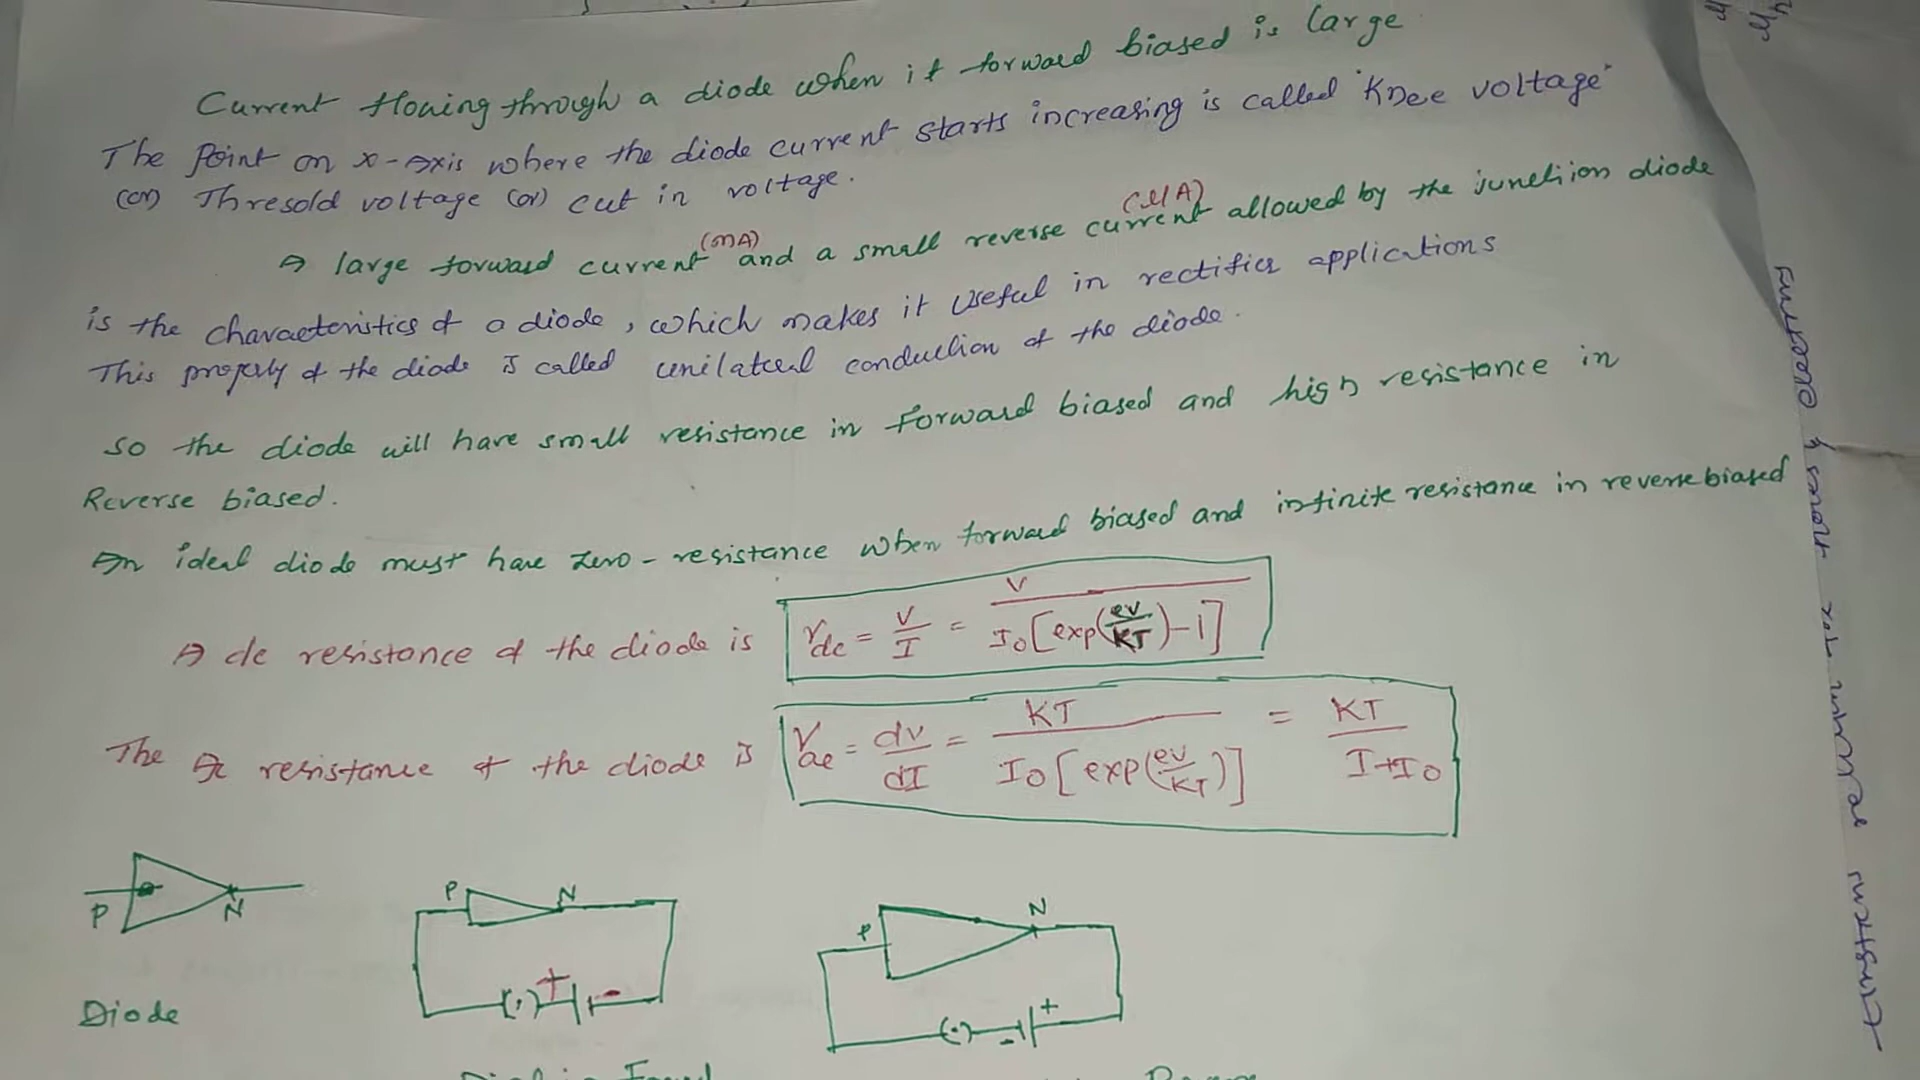 Current flowing through a diode when it forward biased is large
The Point on x-Axis where the diode current starts increasing is called "Knee voltage"
(or) Thresold voltage (or) cut in voltage.
→ large forward current (mA) and a small reverse current (μA) allowed by the junction diode
is the charactoristics of a diode, which makes it useful in rectifier applications
This property of the diode is called unilateral conduction of the diode.
so the diode will have small resistance in forward biased and high resistance in
Reverse biased.
An ideal diode must have zero-resistance when forward biased and infinite resistance in reverse biased
→ dc resistance of the diode is r_dc = V/I = V / I0[exp(eV/KT)-1]
The Ac resistance of the diode is r_ac = dV/dI = KT / I0[exp(eV/KT)] = KT / I+I0
P N
P N + -
P N - +
Diode